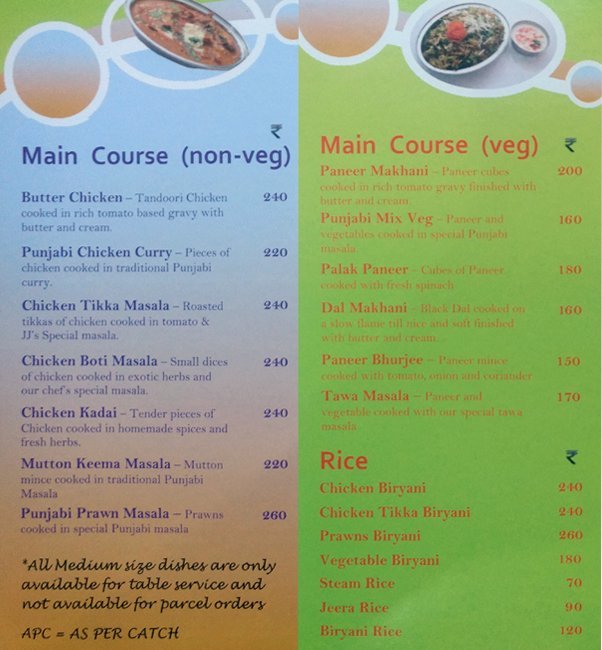 ₹
Main Course (non-veg)
Butter Chicken – Tandoori Chicken 240
cooked in rich tomato based gravy with
butter and cream.
Punjabi Chicken Curry – Pieces of 220
chicken cooked in traditional Punjabi
curry.
Chicken Tikka Masala – Roasted 240
tikkas of chicken cooked in tomato &
JJ's Special masala.
Chicken Boti Masala – Small dices 240
of chicken cooked in exotic herbs and
our chef's special masala.
Chicken Kadai – Tender pieces of 240
Chicken cooked in homemade spices and
fresh herbs.
Mutton Keema Masala – Mutton 220
mince cooked in traditional Punjabi
Masala
Punjabi Prawn Masala – Prawns 260
cooked in special Punjabi masala
*All Medium size dishes are only
available for table service and
not available for parcel orders
APC = AS PER CATCH
Main Course (veg) ₹
Paneer Makhani – Paneer cubes 200
cooked in rich tomato gravy finished with
butter and cream.
Punjabi Mix Veg – Paneer and 160
vegetables cooked in special Punjabi
masala.
Palak Paneer – Cubes of Paneer 180
cooked with fresh spinach
Dal Makhani – Black Dal cooked on 160
a slow flame till nice and soft finished
with butter and cream.
Paneer Bhurjee – Paneer mince 150
cooked with tomato, onion and coriander
Tawa Masala – Paneer and 170
vegetable cooked with our special tawa
masala
Rice ₹
Chicken Biryani 240
Chicken Tikka Biryani 240
Prawns Biryani 260
Vegetable Biryani 180
Steam Rice 70
Jeera Rice 90
Biryani Rice 120